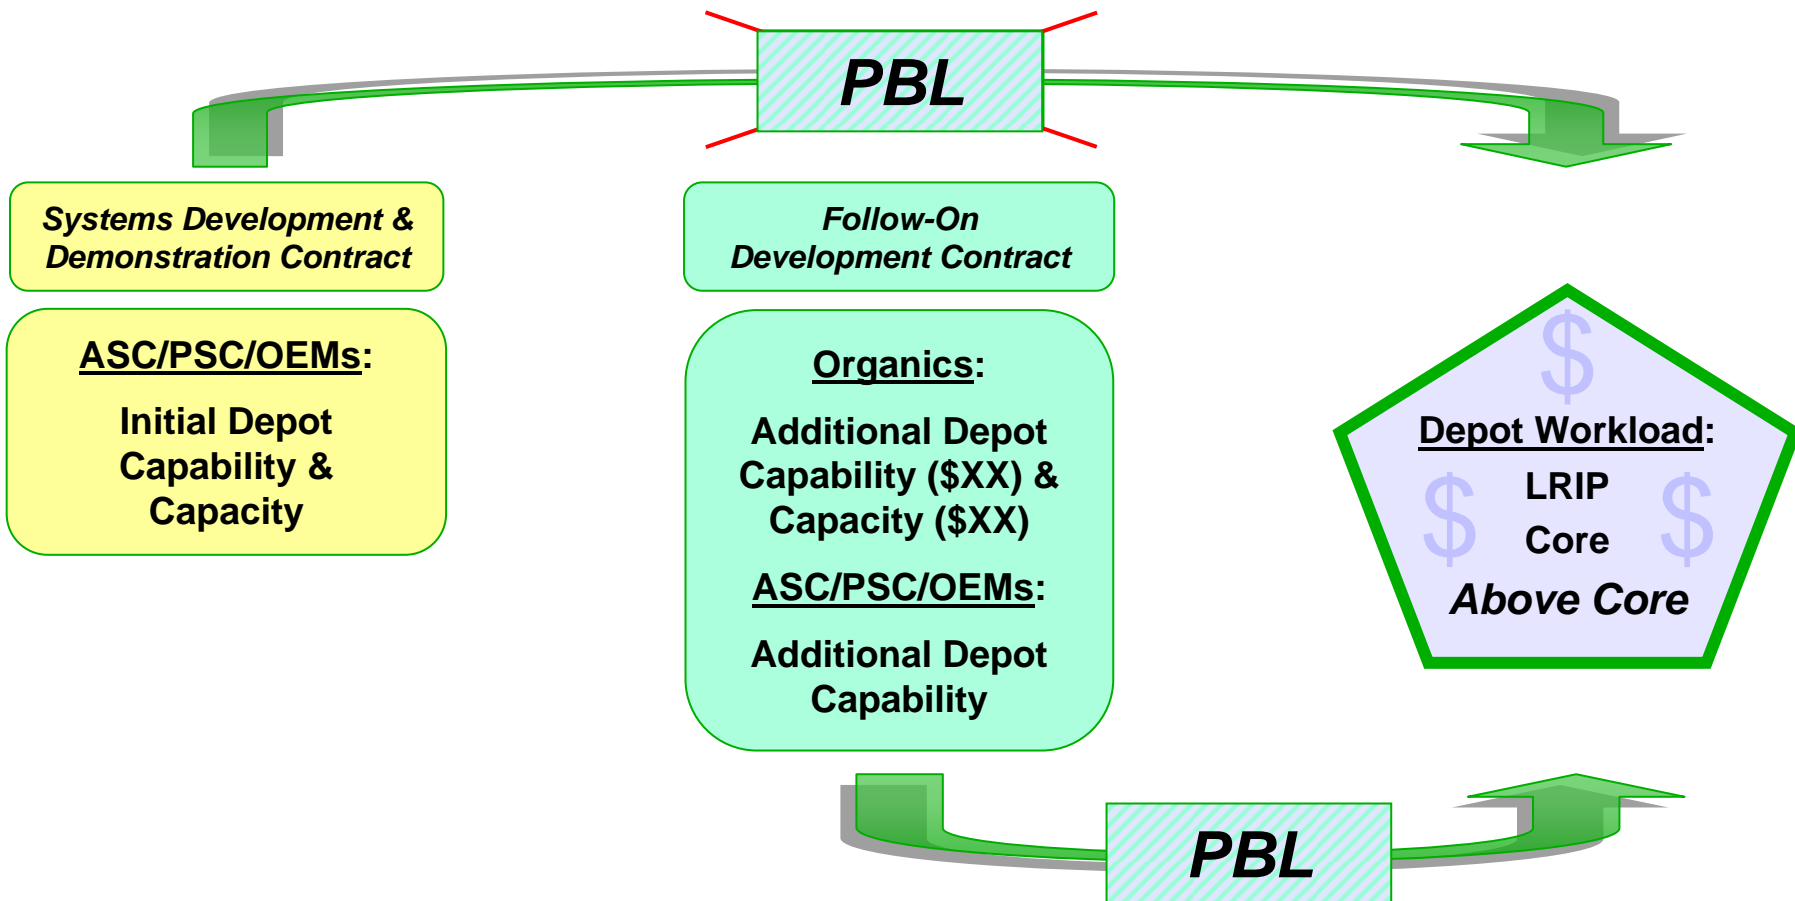 PBL
Systems Development &
Demonstration Contract
ASC/PSC/OEMs:
Initial Depot
Capability &
Capacity
Follow-On
Development Contract
Organics:
Additional Depot
Capability ($XX) &
Capacity ($XX)
ASC/PSC/OEMs:
Additional Depot
Capability
$
Depot Workload:
$ LRIP $
Core
Above Core
PBL